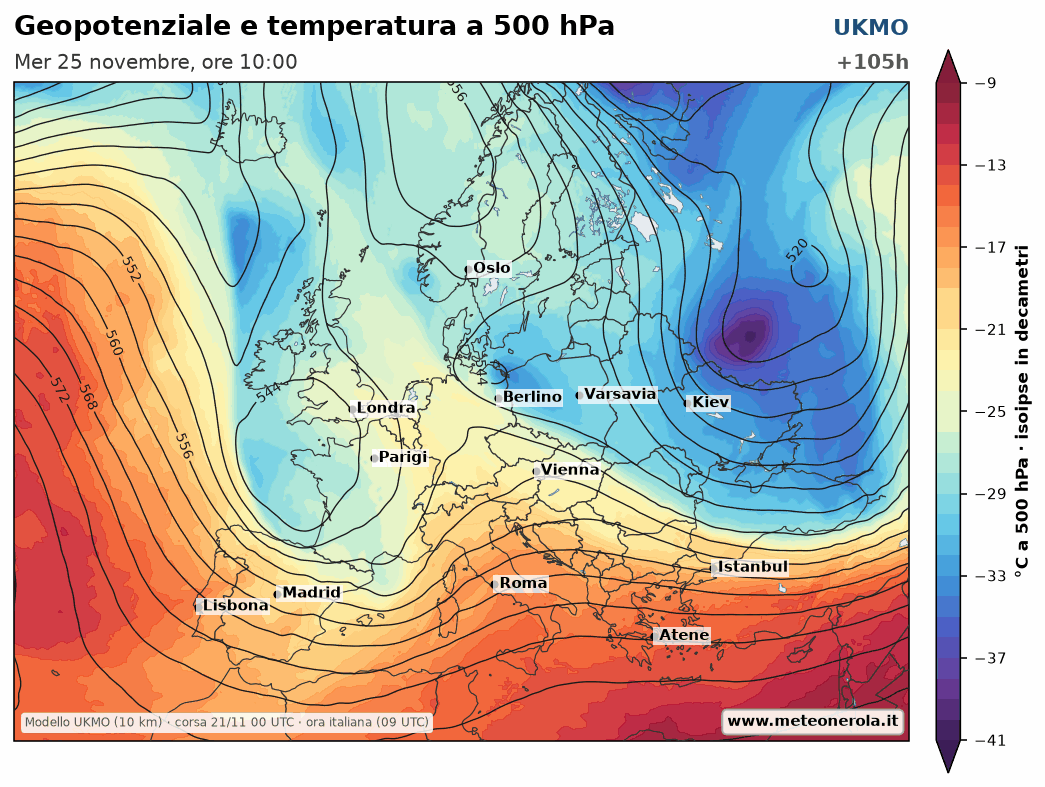 Geopotenziale e temperatura a 500 hPa
UKMO
Mer 25 novembre, ore 10:00
+105h
556
552
520
560
572
568
544
544
556
Oslo
Londra
Berlino
Varsavia
Kiev
Parigi
Vienna
Istanbul
Roma
Madrid
Lisbona
Atene
−9
−13
−17
−21
−25
−29
−33
−37
−41
°C a 500 hPa · isoipse in decametri
Modello UKMO (10 km) · corsa 21/11 00 UTC · ora italiana (09 UTC)
www.meteonerola.it